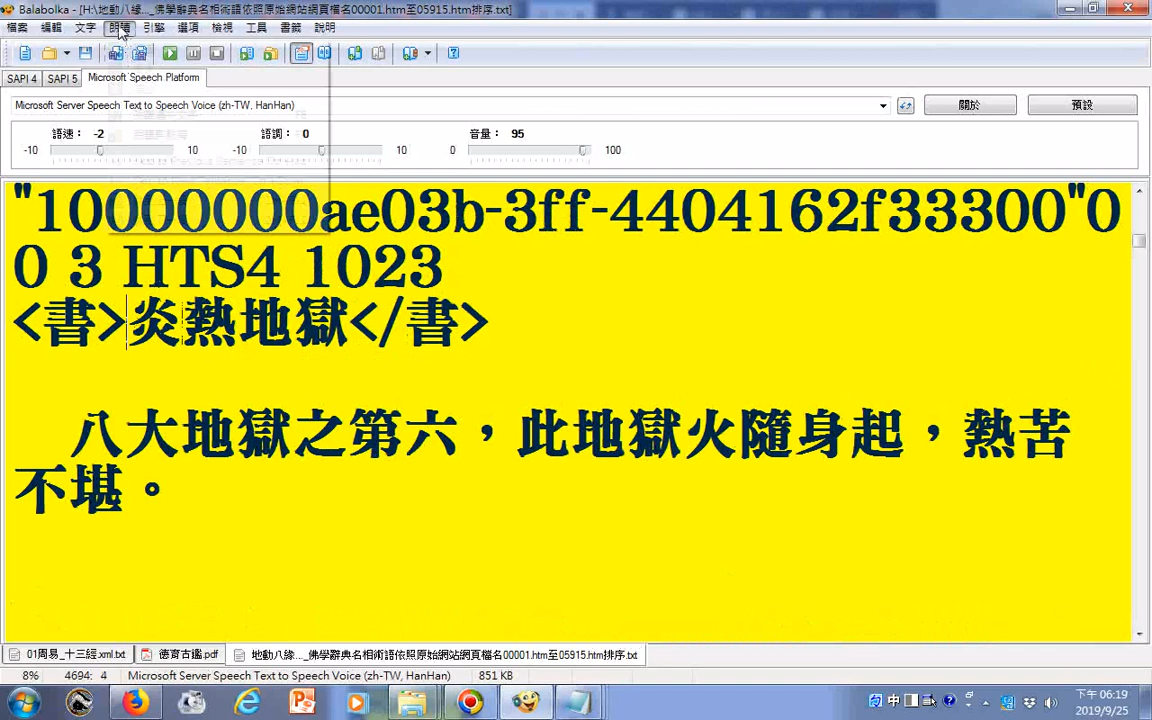 Balabolka - [H:\地動八緣..._佛學辭典名相術語依照原始網站網頁檔名00001.htm至05915.htm排序.txt]
檔案 編輯 文字 朗讀 引擎 選項 檢視 工具 書籤 說明
SAPI 4 SAPI 5 Microsoft Speech Platform
Microsoft Server Speech Text to Speech Voice (zh-TW, HanHan) 關於 預設
語速： -2 語調： 0 音量： 95
-10 10 -10 10 0 100
"10000000ae03b-3ff-4404162f33300"0
0 3 HTS4 1023
<書>炎熱地獄</書>
八大地獄之第六，此地獄火隨身起，熱苦
不堪。
01周易_十三經.xml.txt 德育古鑑.pdf 地動八緣..._佛學辭典名相術語依照原始網站網頁檔名00001.htm至05915.htm排序.txt
8% 4694: 4 Microsoft Server Speech Text to Speech Voice (zh-TW, HanHan) 851 KB
中 下午 06:19
2019/9/25